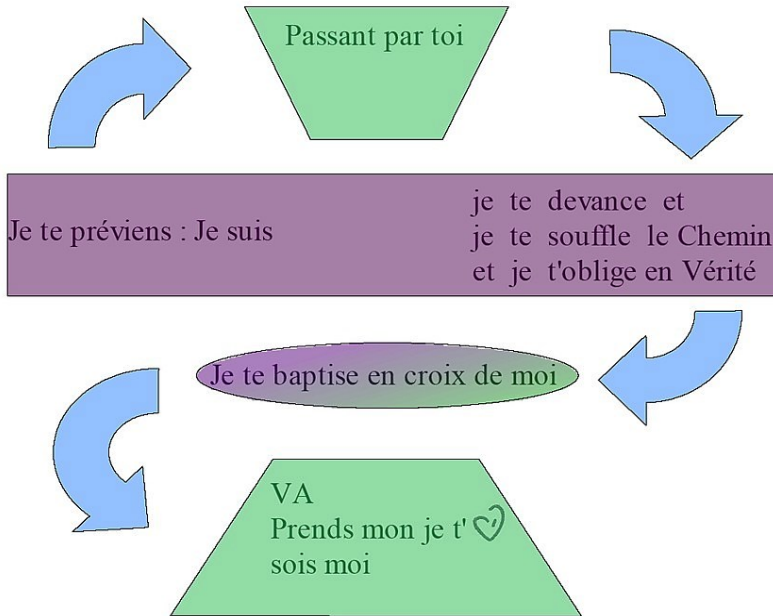 Passant par toi
Je te préviens : Je suis
je te devance et
je te souffle le Chemin
et je t'oblige en Vérité
Je te baptise en croix de moi
VA
Prends mon je t'
sois moi